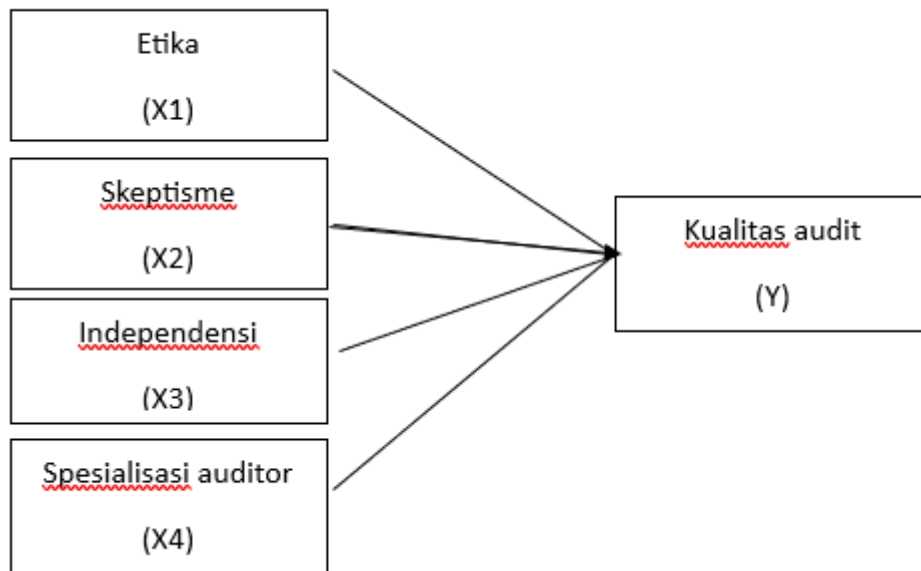 Etika
(X1)
Skeptisme
(X2)
Independensi
(X3)
Spesialisasi auditor
(X4)
Kualitas audit
(Y)